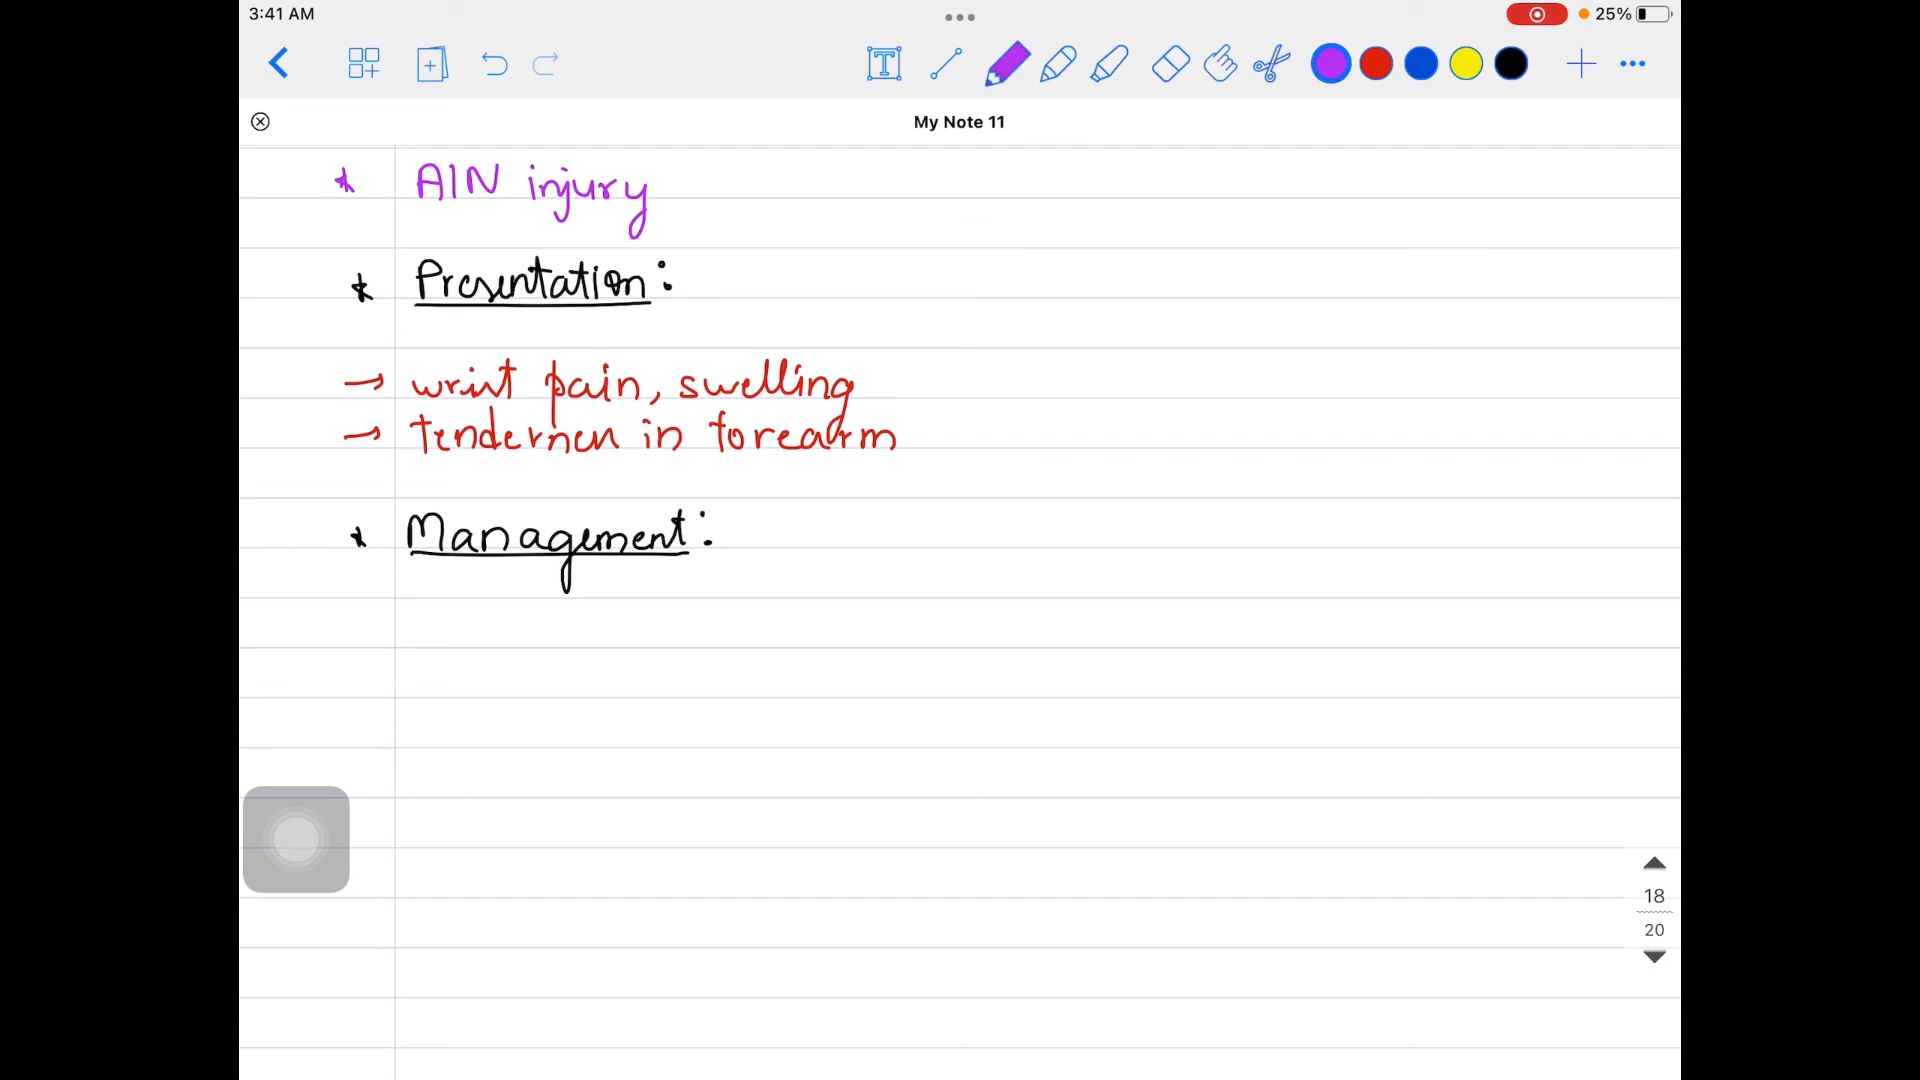 3:41 AM
25%
T
My Note 11
* AIN injury
* Presentation:
→ wrist pain, swelling
→ tenderness in forearm
* Management:
18
20